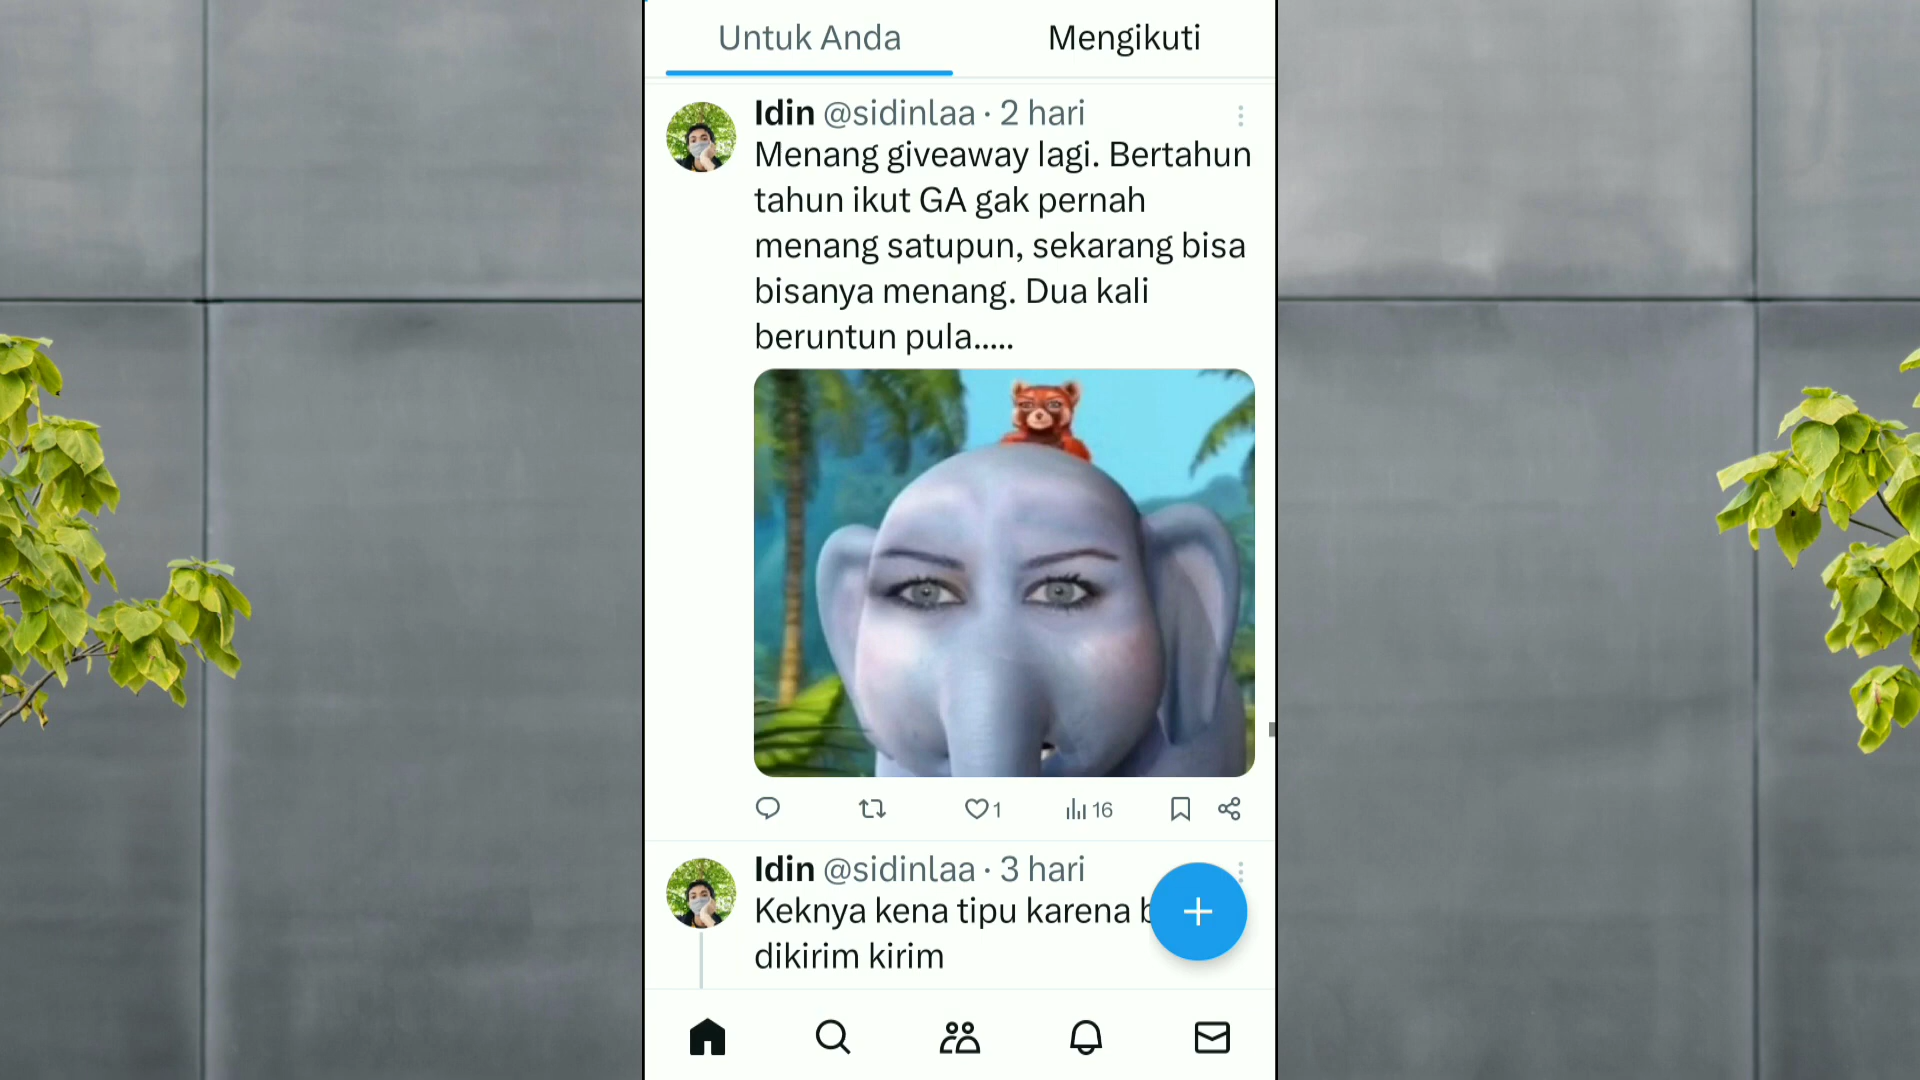 Untuk Anda
Mengikuti
Idin @sidinlaa · 2 hari
Menang giveaway lagi. Bertahun
tahun ikut GA gak pernah
menang satupun, sekarang bisa
bisanya menang. Dua kali
beruntun pula.....
1
16
Idin @sidinlaa · 3 hari
Keknya kena tipu karena
dikirim kirim